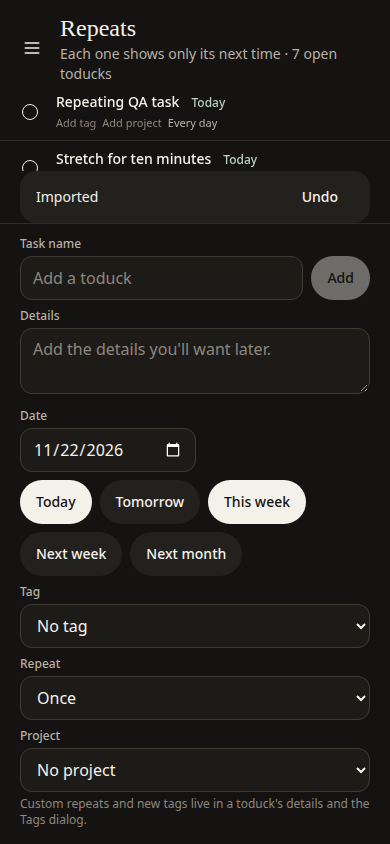 Repeats
Each one shows only its next time · 7 open
toducks
Repeating QA task Today
Add tag Add project Every day
Stretch for ten minutes Today
Imported Undo
Task name
Add a toduck Add
Details
Add the details you'll want later.
Date
11/22/2026
Today Tomorrow This week
Next week Next month
Tag
No tag
Repeat
Once
Project
No project
Custom repeats and new tags live in a toduck's details and the
Tags dialog.